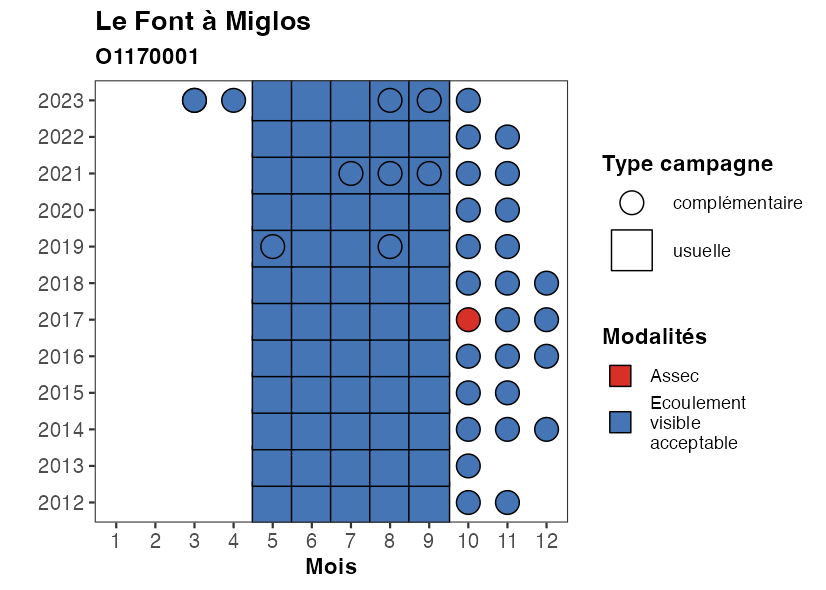 Le Font à Miglos
O1170001
2023
2022
2021
2020
2019
2018
2017
2016
2015
2014
2013
2012
1 2 3 4 5 6 7 8 9 10 11 12
Mois
Type campagne
complémentaire
usuelle
Modalités
Assec
Ecoulement
visible
acceptable